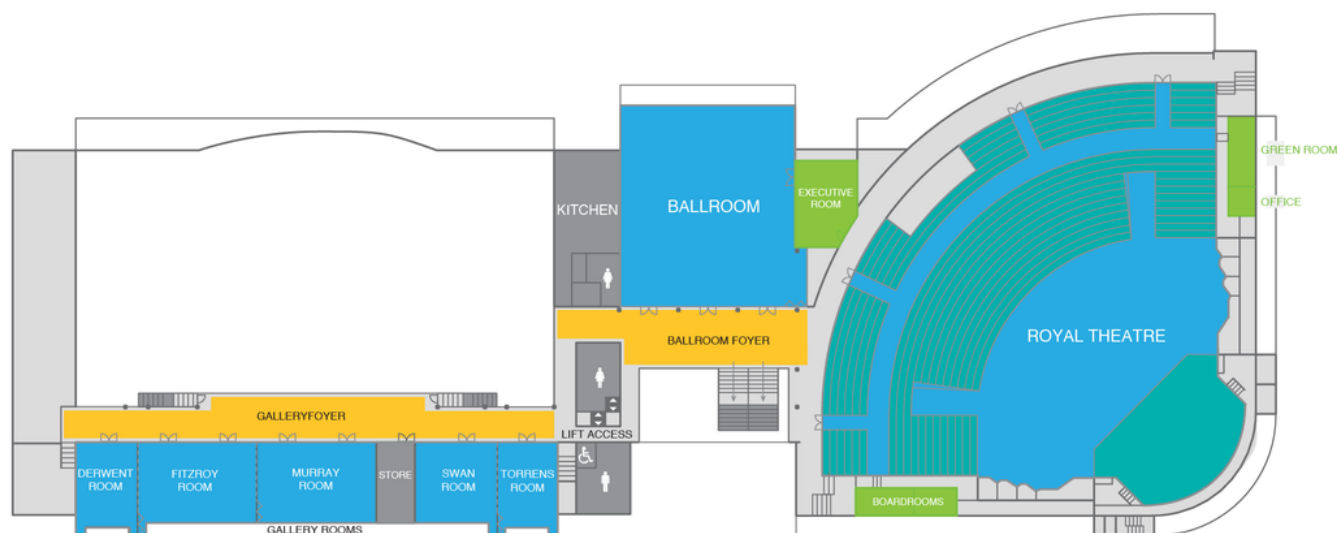 GREEN ROOM
KITCHEN
BALLROOM
EXECUTIVE
ROOM
OFFICE
BALLROOM FOYER
ROYAL THEATRE
GALLERYFOYER
LIFT ACCESS
DERWENT
ROOM
FITZROY
ROOM
MURRAY
ROOM
STORE
SWAN
ROOM
TORRENS
ROOM
BOARDROOMS
GALLERY ROOMS